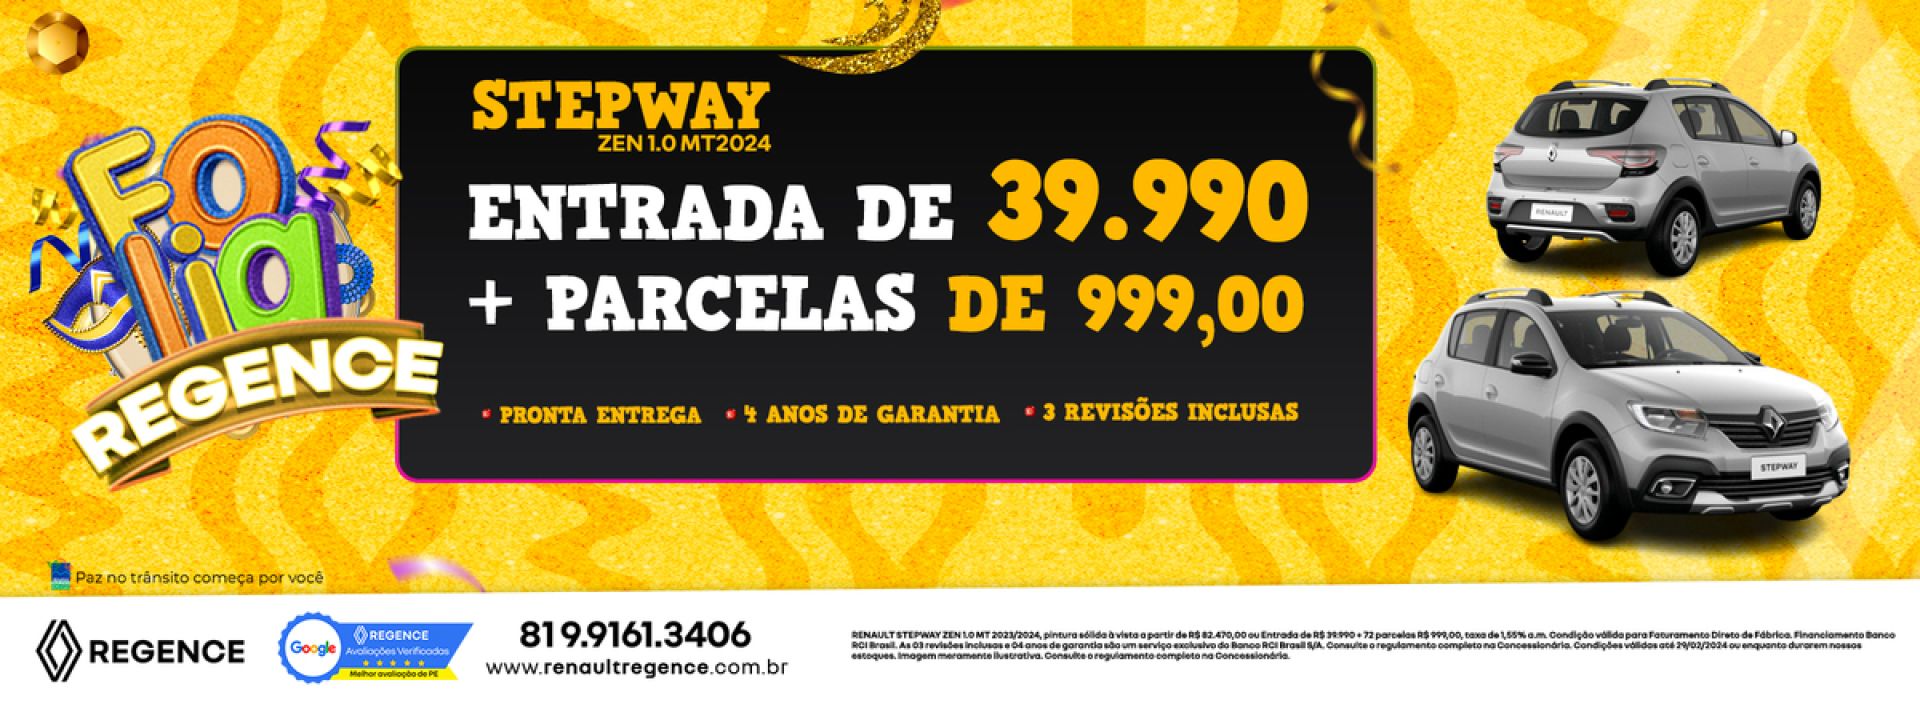 Folia
REGENCE
STEPWAY
ZEN 1.0 MT2024
ENTRADA DE 39.990
+ PARCELAS DE 999,00
PRONTA ENTREGA
4 ANOS DE GARANTIA
3 REVISÕES INCLUSAS
RENAULT
STEPWAY
Paz no trânsito começa por você
REGENCE
Google
REGENCE
Avaliações Verificadas
Melhor avaliação de PE
81 9.9161.3406
www.renaultregence.com.br
RENAULT STEPWAY ZEN 1.0 MT 2023/2024, pintura sólida à vista a partir de R$ 82.470,00 ou Entrada de R$ 39.990 + 72 parcelas R$ 999,00, taxa de 1,55% a.m. Condição válida para Faturamento Direto de Fábrica. Financiamento Banco
RCI Brasil. As 03 revisões inclusas e 04 anos de garantia são um serviço exclusivo do Banco RCI Brasil S/A. Consulte o regulamento completo na Concessionária. Condições válidas até 29/02/2024 ou enquanto durarem nossos
estoques. Imagem meramente ilustrativa. Consulte o regulamento completo na Concessionária.